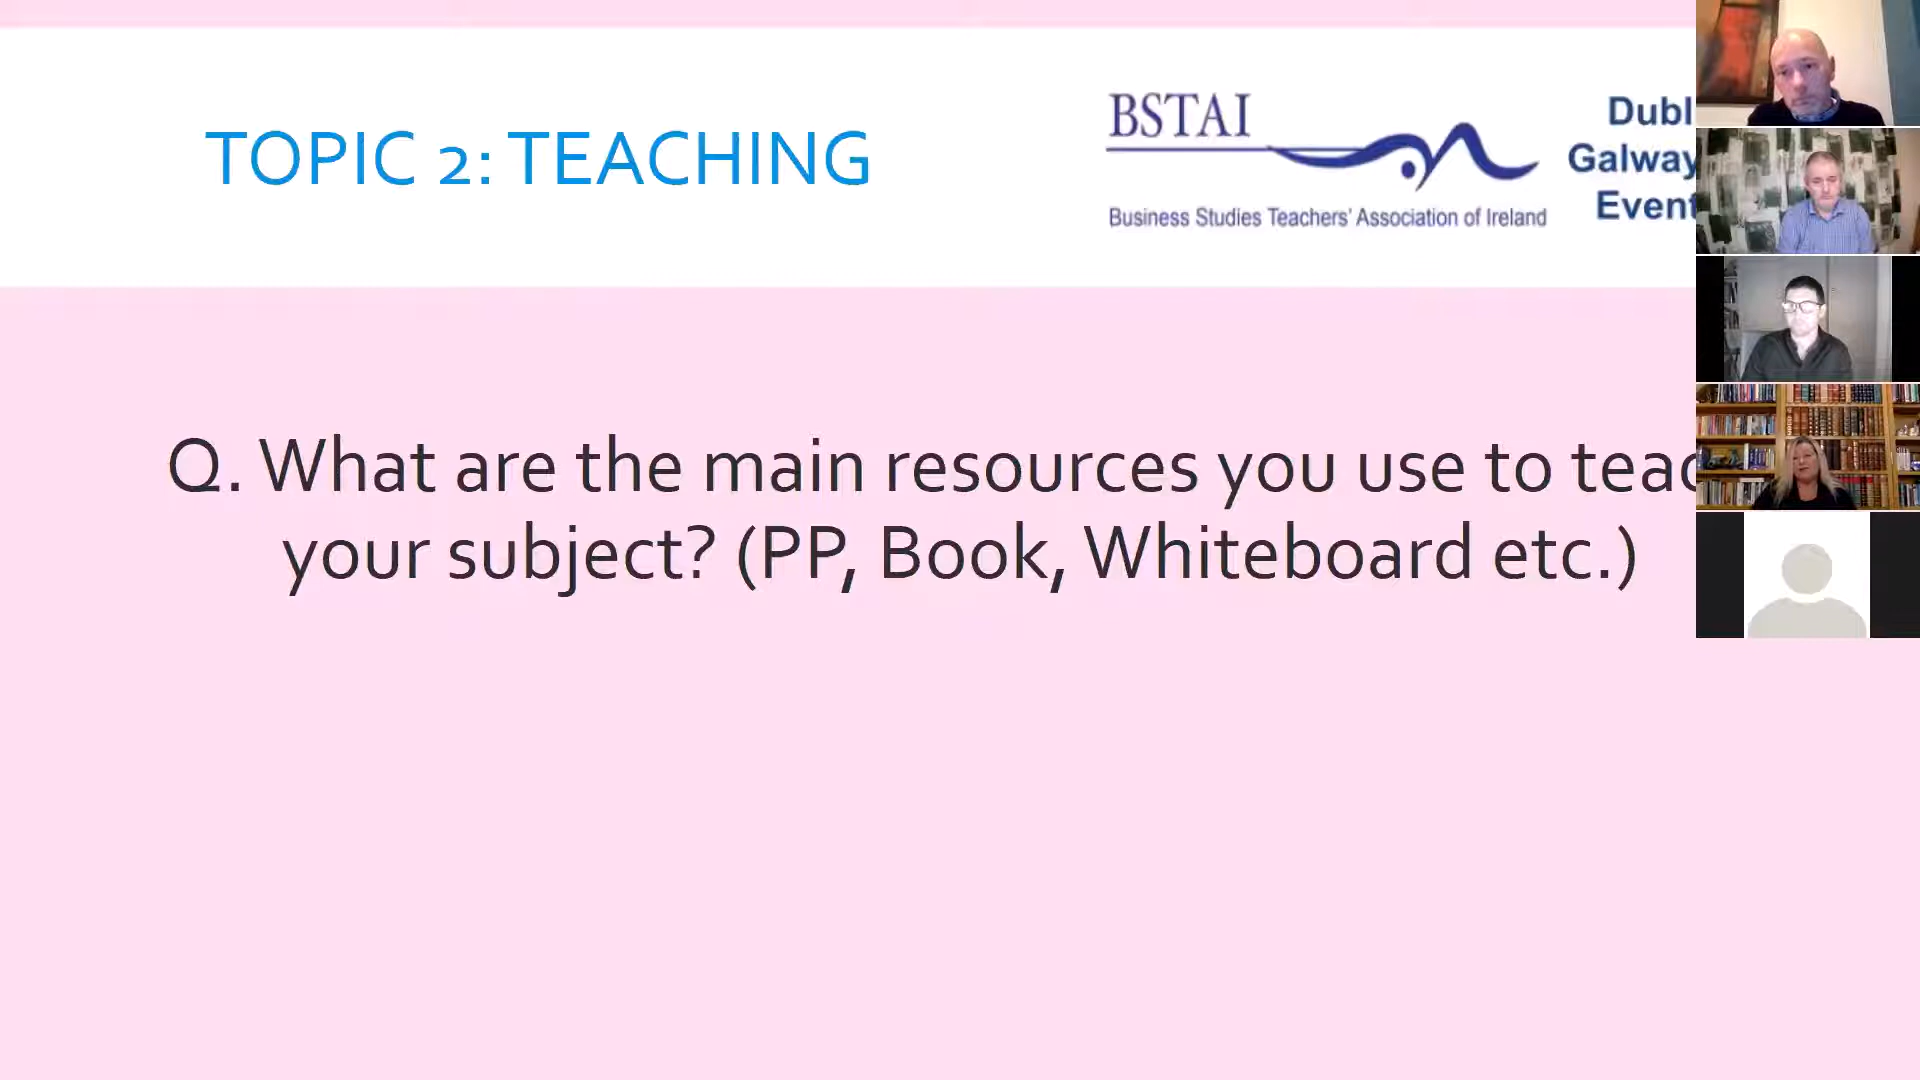 TOPIC 2: TEACHING
BSTAI
Business Studies Teachers' Association of Ireland
Dubl
Galway
Event
Q. What are the main resources you use to teac
your subject? (PP, Book, Whiteboard etc.)